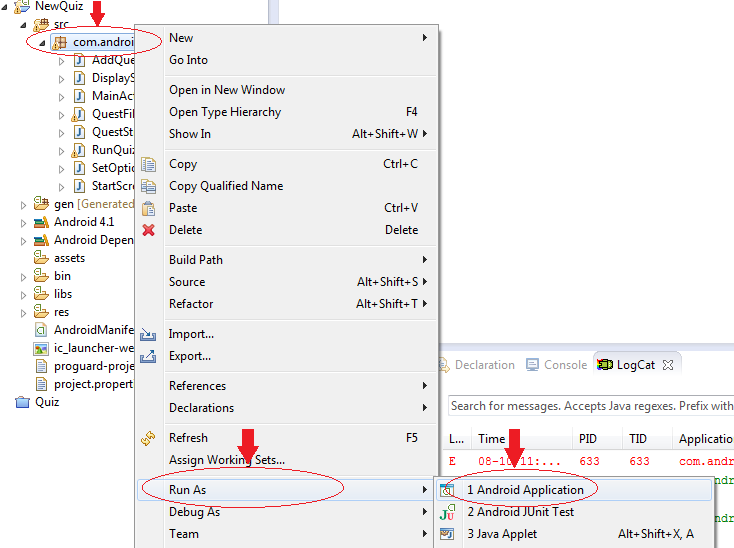 NewQuiz
src
com.androi
AddQue
DisplayS
MainAct
QuestFil
QuestSt
RunQuiz
SetOptio
StartScre
gen [Generated
Android 4.1
Android Depen
assets
bin
libs
res
AndroidManife
ic_launcher-we
proguard-proje
project.propert
Quiz
New
Go Into
Open in New Window
Open Type Hierarchy F4
Show In Alt+Shift+W
Copy Ctrl+C
Copy Qualified Name
Paste Ctrl+V
Delete Delete
Build Path
Source Alt+Shift+S
Refactor Alt+Shift+T
Import...
Export...
References
Declarations
Refresh F5
Assign Working Sets...
Run As
Debug As
Team
1 Android Application
2 Android JUnit Test
3 Java Applet Alt+Shift+X, A
Declaration Console LogCat
Search for messages. Accepts Java regexes. Prefix with
L... Time PID TID Applicatio
E 08-10 11:... 633 633 com.andr